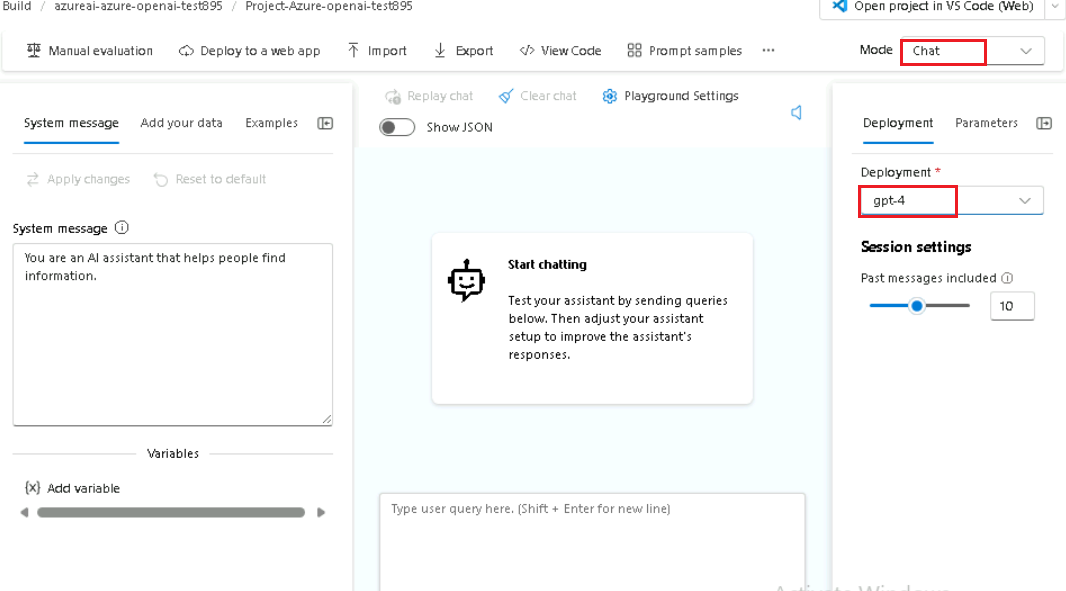 Build / azureai-azure-openai-test895 / Project-Azure-openai-test895
Open project in VS Code (Web)
Manual evaluation Deploy to a web app Import Export View Code Prompt samples ··· Mode Chat
System message Add your data Examples
Apply changes Reset to default
System message
You are an AI assistant that helps people find
information.
Variables
{x} Add variable
Replay chat Clear chat Playground Settings
Show JSON
Start chatting
Test your assistant by sending queries
below. Then adjust your assistant
setup to improve the assistant's
responses.
Type user query here. (Shift + Enter for new line)
Deployment Parameters
Deployment *
gpt-4
Session settings
Past messages included
10
Activate Windows